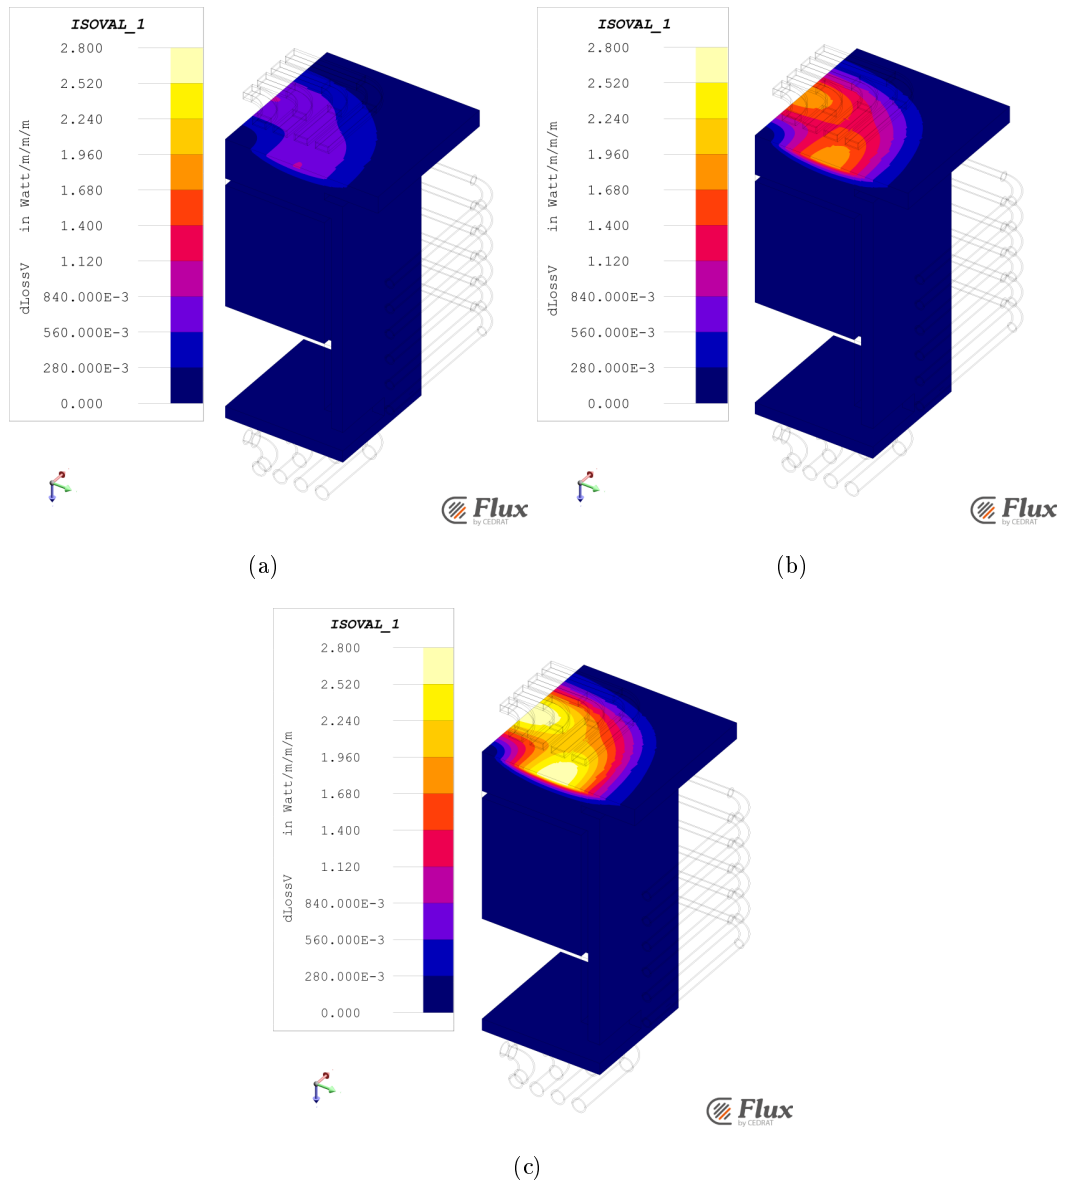 ISOVAL_1
2.800
2.520
2.240
1.960
1.680
1.400
1.120
840.000E-3
560.000E-3
280.000E-3
0.000
dLossV in Watt/m/m/m
Flux
by CEDRAT
(a)
ISOVAL_1
2.800
2.520
2.240
1.960
1.680
1.400
1.120
840.000E-3
560.000E-3
280.000E-3
0.000
dLossV in Watt/m/m/m
Flux
by CEDRAT
(b)
ISOVAL_1
2.800
2.520
2.240
1.960
1.680
1.400
1.120
840.000E-3
560.000E-3
280.000E-3
0.000
dLossV in Watt/m/m/m
Flux
by CEDRAT
(c)